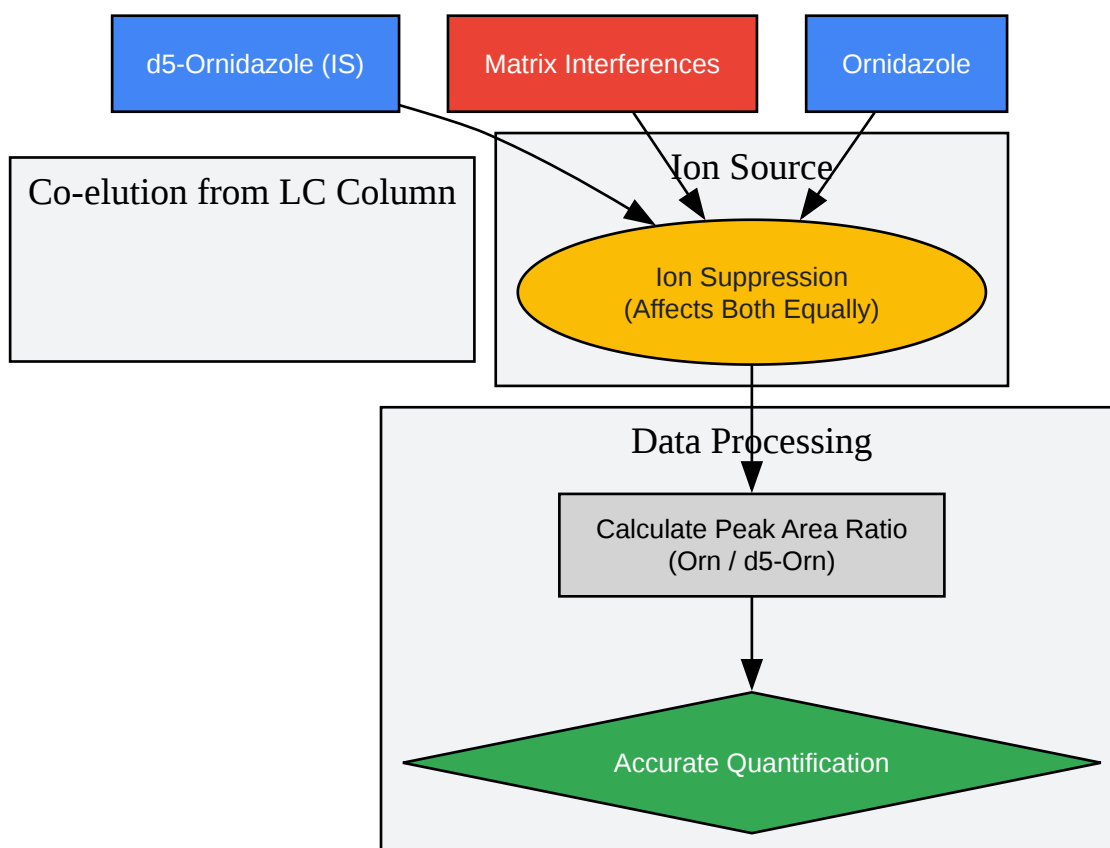 d5-Ornidazole (IS)
Matrix Interferences
Ornidazole
Co-elution from LC Column
Ion Source
Ion Suppression
(Affects Both Equally)
Data Processing
Calculate Peak Area Ratio
(Orn / d5-Orn)
Accurate Quantification